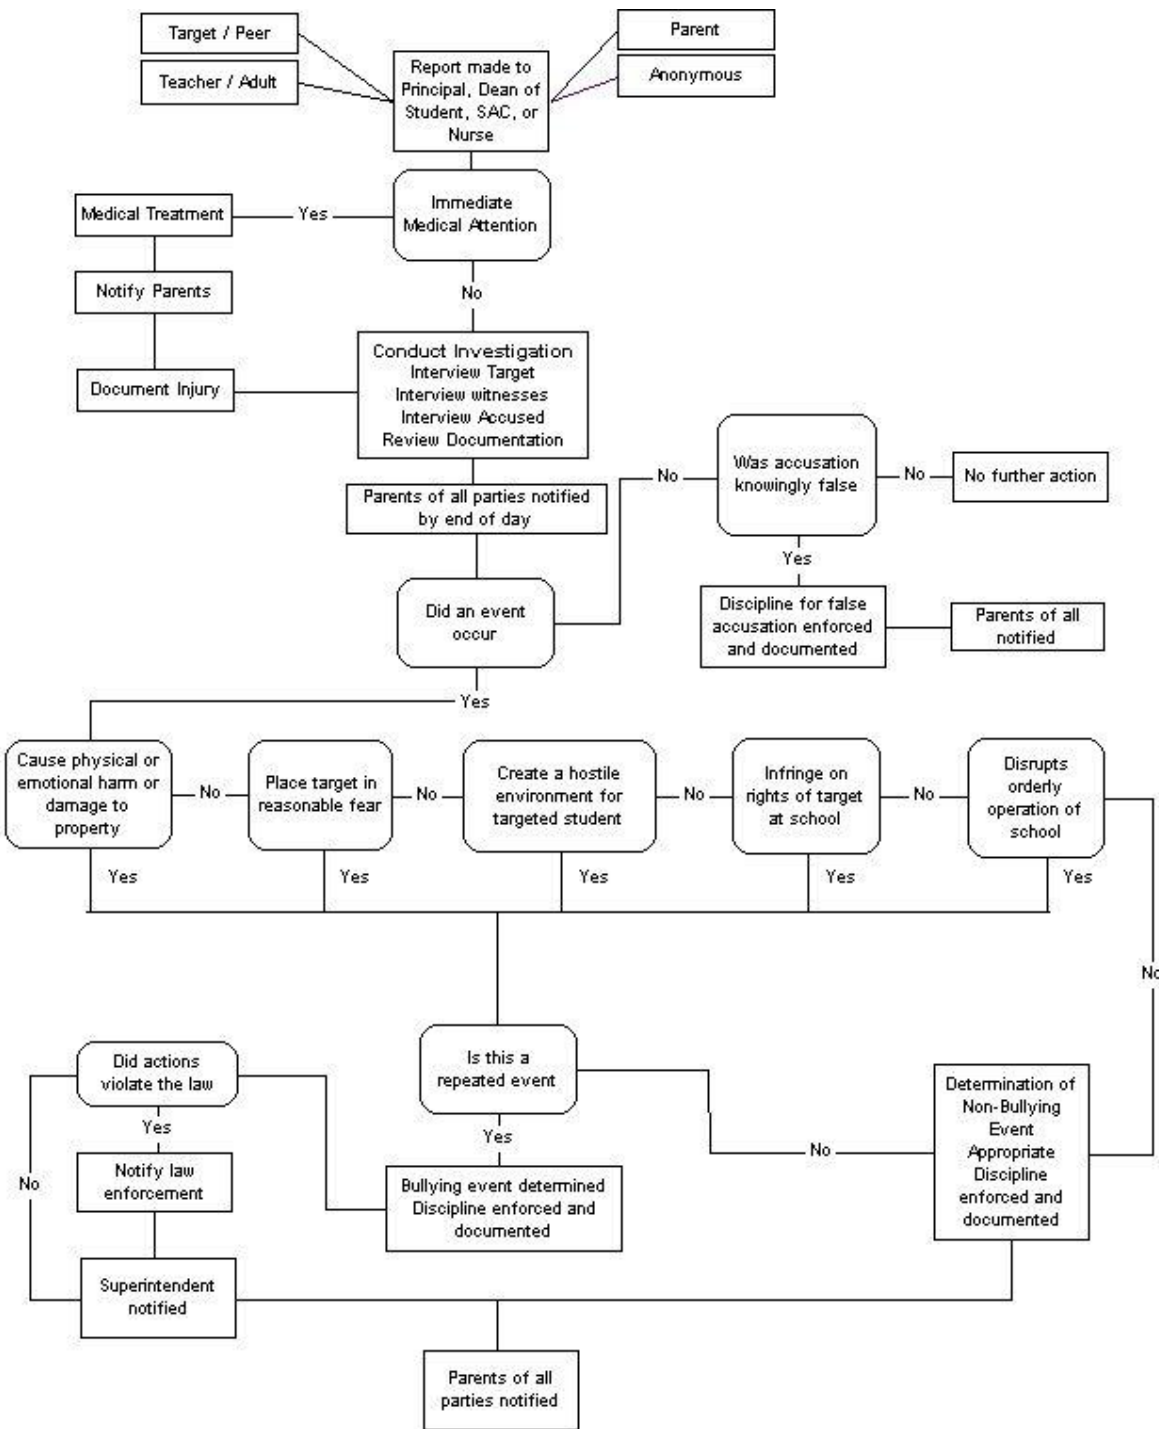 Target / Peer
Parent
Teacher / Adult
Anonymous
Report made to
Principal, Dean of
Student, SAC, or
Nurse
Immediate
Medical Attention
Yes
Medical Treatment
Notify Parents
Document Injury
No
Conduct Investigation
Interview Target
Interview witnesses
Interview Accused
Review Documentation
Parents of all parties notified
by end of day
Did an event
occur
No
Was accusation
knowingly false
No
No further action
Yes
Discipline for false
accusation enforced
and documented
Parents of all
notified
Yes
Cause physical or
emotional harm or
damage to
property
No
Place target in
reasonable fear
No
Create a hostile
environment for
targeted student
No
Infringe on
rights of target
at school
No
Disrupts
orderly
operation of
school
Yes
Yes
Yes
Yes
Yes
No
Is this a
repeated event
Yes
No
Bullying event determined
Discipline enforced and
documented
Did actions
violate the law
Yes
No
Notify law
enforcement
Superintendent
notified
Determination of
Non-Bullying
Event
Appropriate
Discipline
enforced and
documented
Parents of all
parties notified